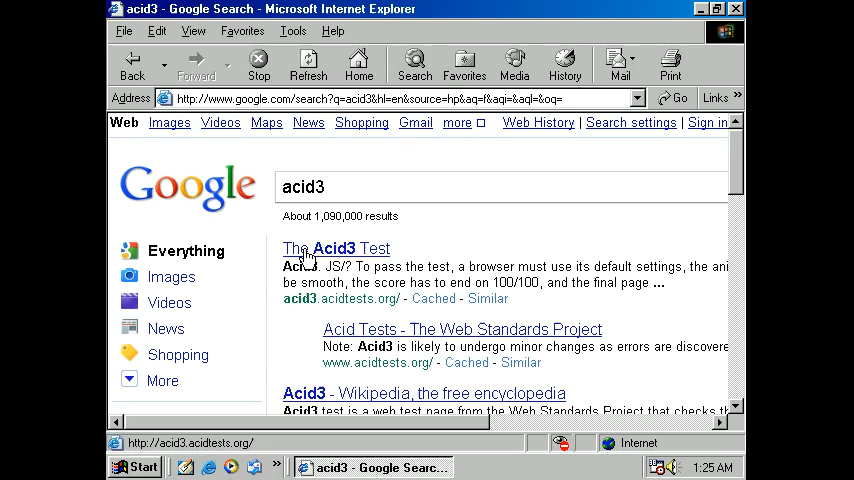 acid3 - Google Search - Microsoft Internet Explorer
File Edit View Favorites Tools Help
Back Forward Stop Refresh Home Search Favorites Media History Mail Print
Address http://www.google.com/search?q=acid3&hl=en&source=hp&aq=f&aqi=&aql=&oq= Go Links »
Web Images Videos Maps News Shopping Gmail more Web History | Search settings | Sign in
Google acid3
About 1,090,000 results
Everything
Images
Videos
News
Shopping
More
The Acid3 Test
Acid3. JS/? To pass the test, a browser must use its default settings, the ani
be smooth, the score has to end on 100/100, and the final page ...
acid3.acidtests.org/ - Cached - Similar
Acid Tests - The Web Standards Project
Note: Acid3 is likely to undergo minor changes as errors are discovere
www.acidtests.org/ - Cached - Similar
Acid3 - Wikipedia, the free encyclopedia
Acid3 test is a web test page from the Web Standards Project that checks th
http://acid3.acidtests.org/ Internet
Start » acid3 - Google Searc... 1:25 AM